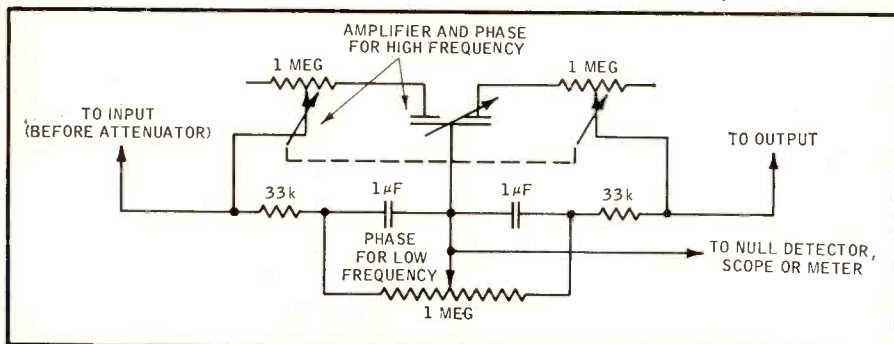 AMPLIFIER AND PHASE
FOR HIGH FREQUENCY
1 MEG
1 MEG
TO INPUT
(BEFORE ATTENUATOR)
TO OUTPUT
33k
1μF
1μF
33k
PHASE
FOR LOW
FREQUENCY
TO NULL DETECTOR,
SCOPE OR METER
1 MEG